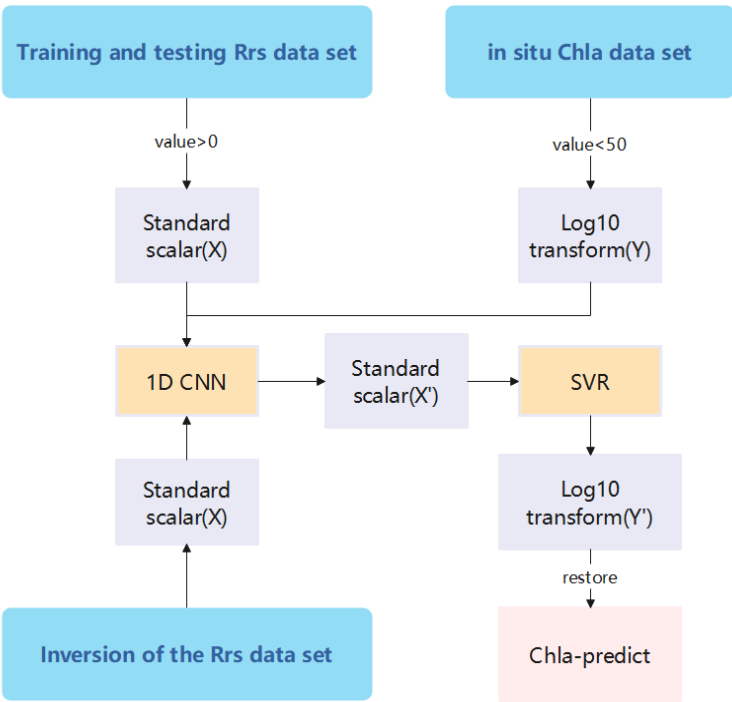 Training and testing Rrs data set
in situ Chla data set
value>0
value<50
Standard
scalar(X)
Log10
transform(Y)
1D CNN
Standard
scalar(X')
SVR
Standard
scalar(X)
Log10
transform(Y')
restore
Inversion of the Rrs data set
Chla-predict